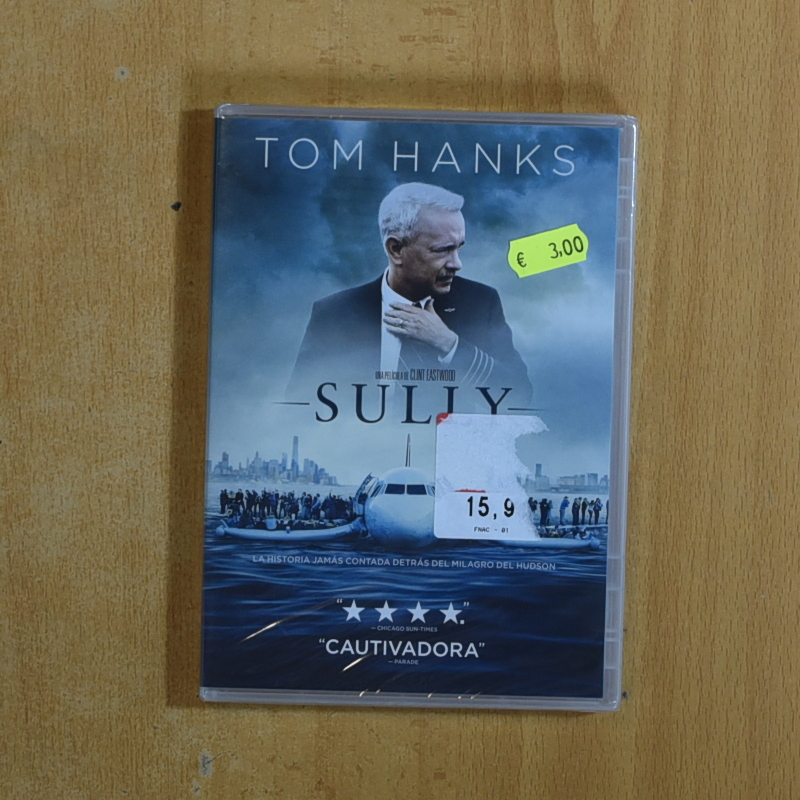 TOM HANKS
€ 3,00
UNA PELÍCULA DE CLINT EASTWOOD
SULLY
15,9
FNAC - 01
LA HISTORIA JAMÁS CONTADA DETRÁS DEL MILAGRO DEL HUDSON
"★ ★ ★ ★."
— CHICAGO SUN-TIMES
"CAUTIVADORA"
— PARADE